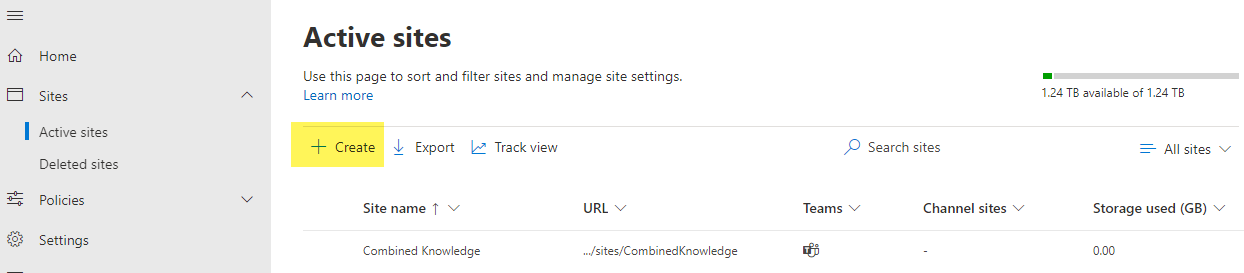 Home
Sites
Active sites
Deleted sites
Policies
Settings
Active sites
Use this page to sort and filter sites and manage site settings.
Learn more
1.24 TB available of 1.24 TB
Create Export Track view Search sites All sites
Site name ↑ URL Teams Channel sites Storage used (GB)
Combined Knowledge .../sites/CombinedKnowledge - 0.00